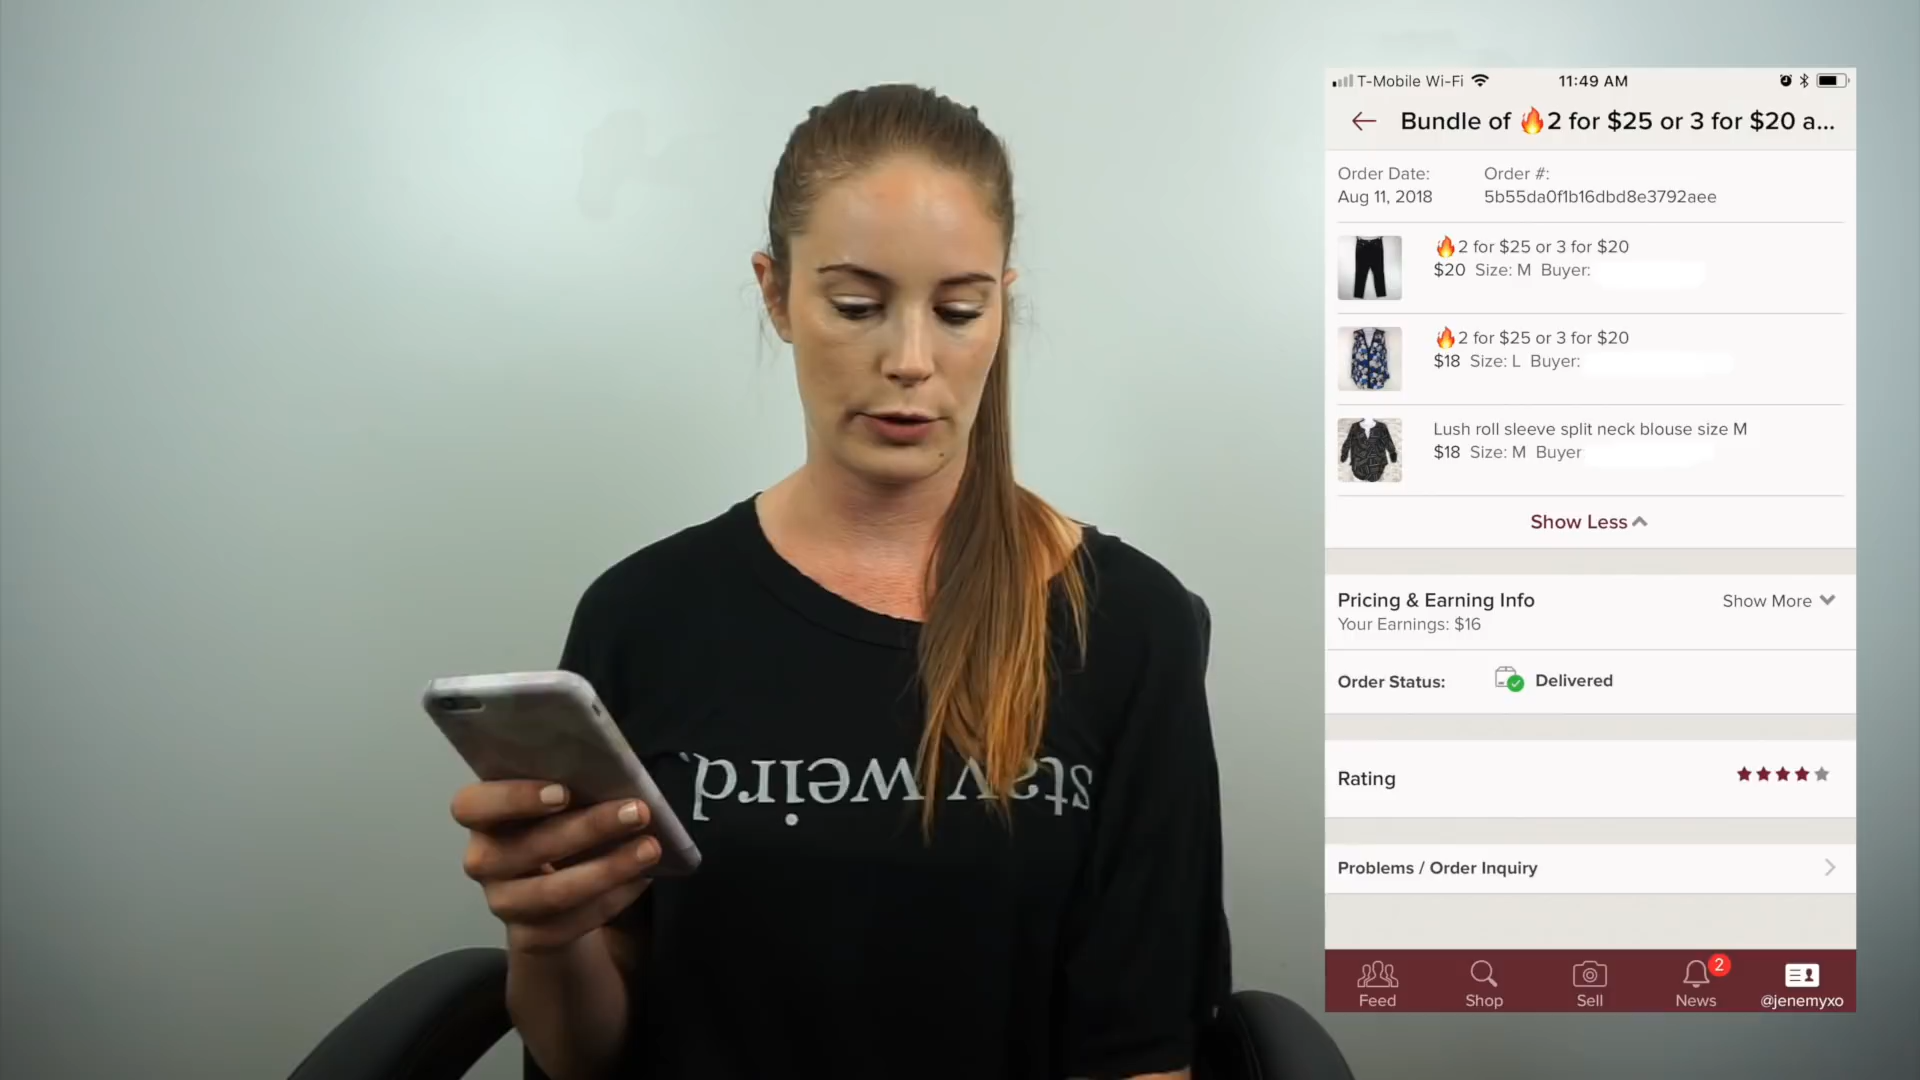 T-Mobile Wi-Fi 11:49 AM
Bundle of 🔥2 for $25 or 3 for $20 a...
Order Date: Order #:
Aug 11, 2018 5b55da0f1b16dbd8e3792aee
🔥2 for $25 or 3 for $20
$20 Size: M Buyer:
🔥2 for $25 or 3 for $20
$18 Size: L Buyer:
Lush roll sleeve split neck blouse size M
$18 Size: M Buyer
Show Less
Pricing & Earning Info Show More
Your Earnings: $16
Order Status: Delivered
Rating
Problems / Order Inquiry
2
Feed Shop Sell News @jenemyxo
stay weird.